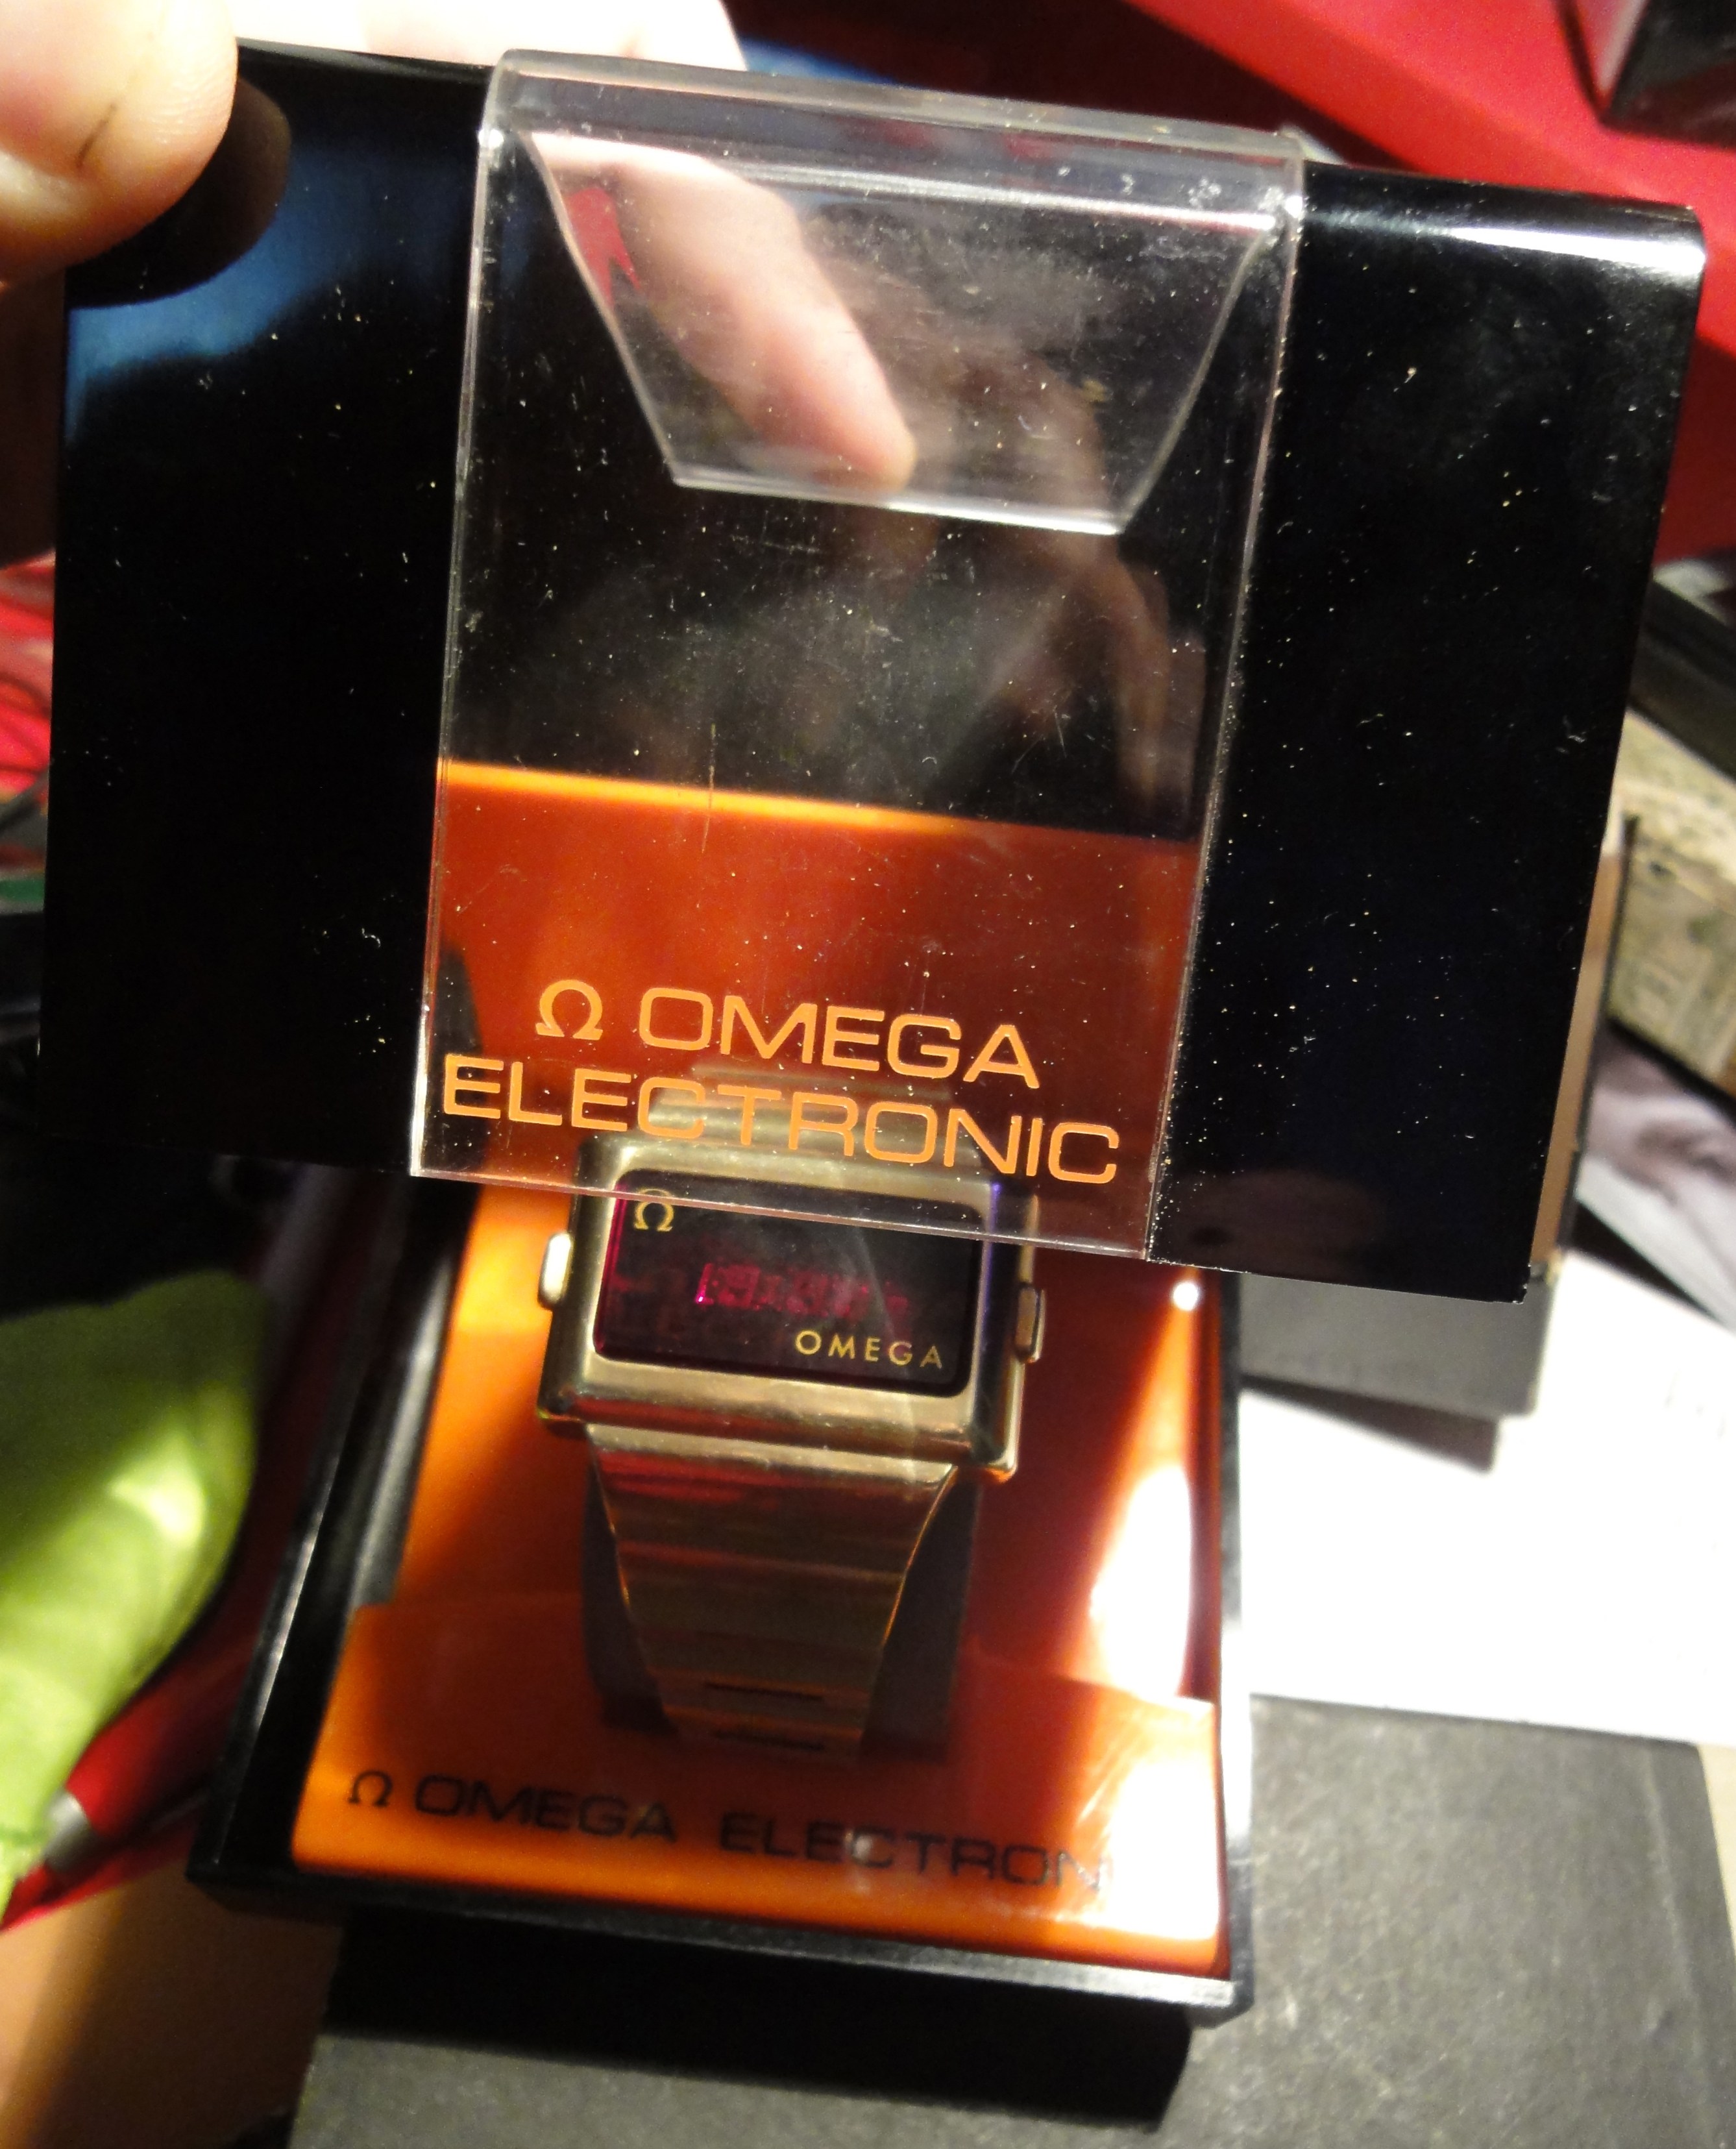 Ω OMEGA
ELECTRONIC
Ω
OMEGA
Ω OMEGA ELECTRON